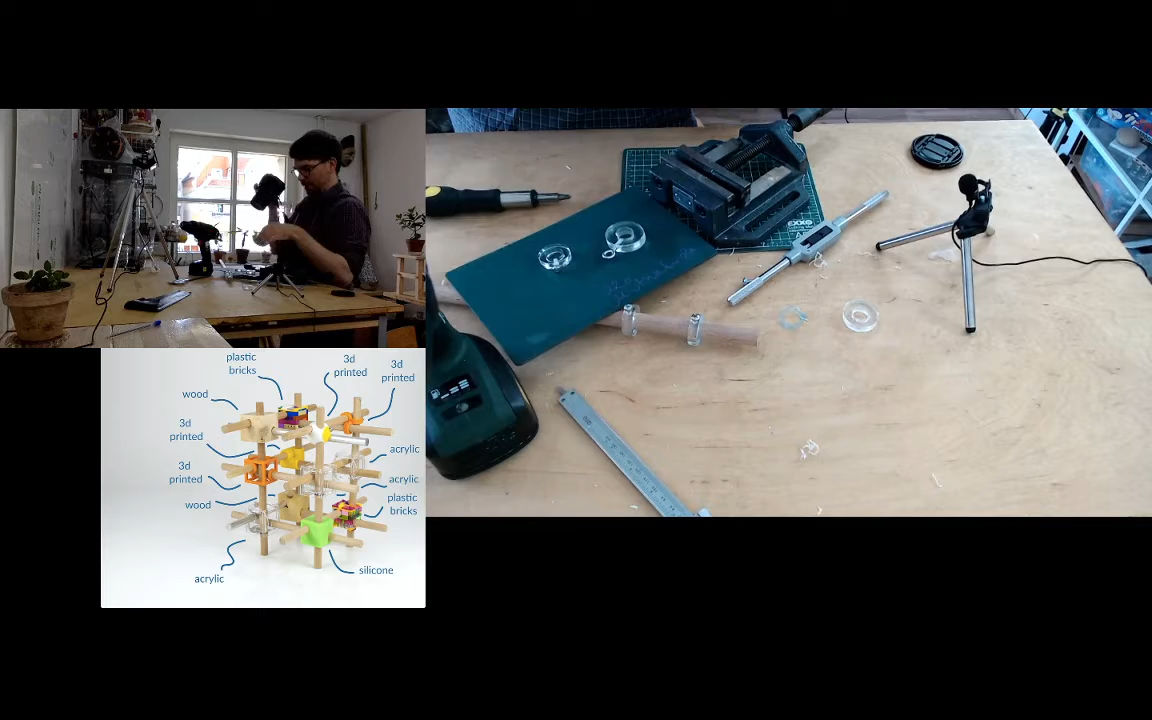 plastic
bricks
3d
printed
3d
printed
wood
3d
printed
acrylic
3d
printed
acrylic
wood
plastic
bricks
acrylic
silicone